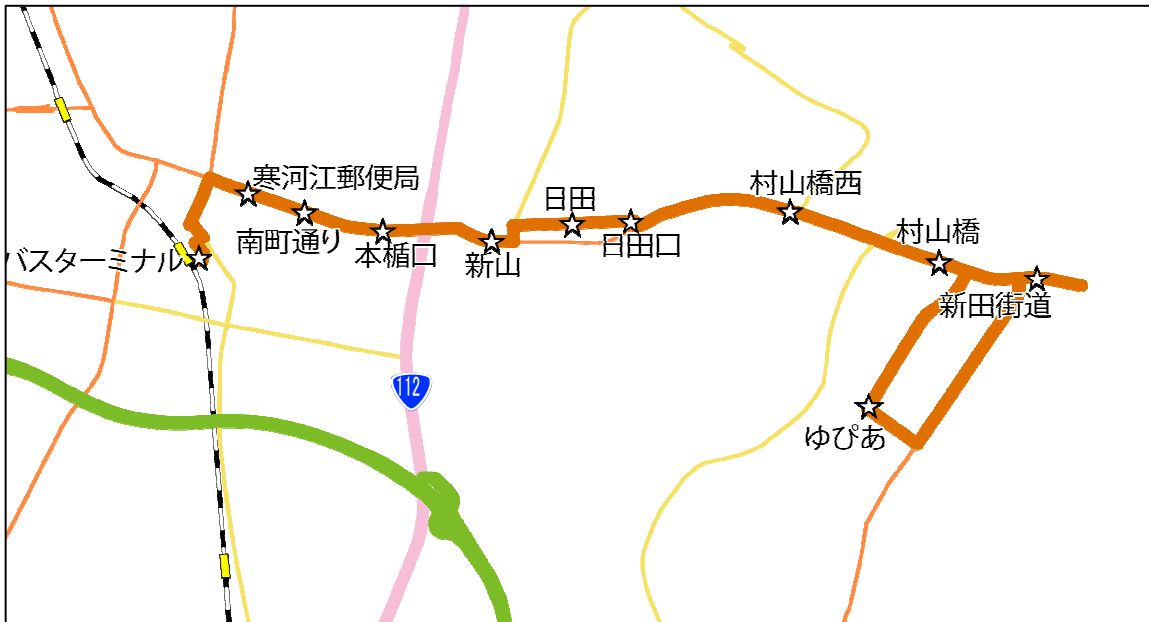 寒河江郵便局
南町通り
バスターミナル
本楯口
112
新山
日田
日田口
村山橋西
村山橋
新田街道
ゆぴあ